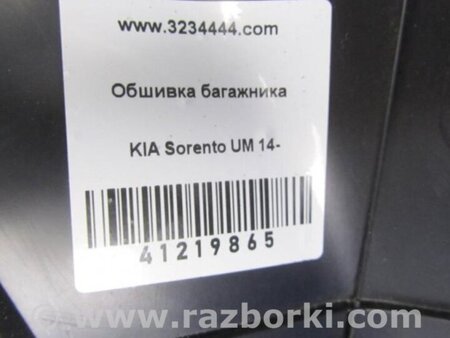 www.3234444.com
Обшивка багажника
KIA Sorento UM 14-
41219865
www.razborki.com